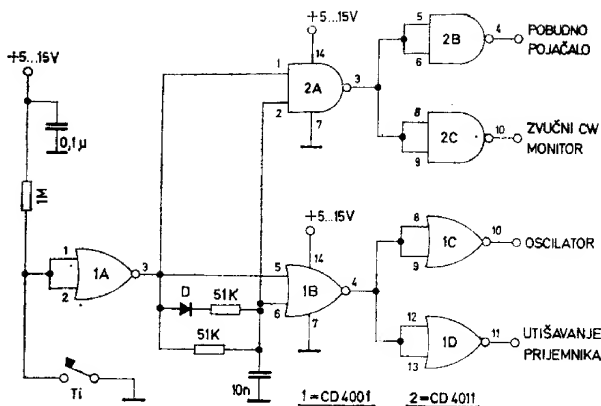 +5...15V
0,1µ
1M
1
2
1A
3
Ti
+5...15V
14
1
2
2A
3
7
5
6
2B
4
POBUDNO
POJAČALO
8
9
2C
10
ZVUČNI CW
MONITOR
+5...15V
14
5
6
1B
4
7
D
51K
51K
10n
8
9
1C
10
OSCILATOR
12
13
1D
11
UTIŠAVANJE
PRIJEMNIKA
1=CD 4001 2=CD 4011